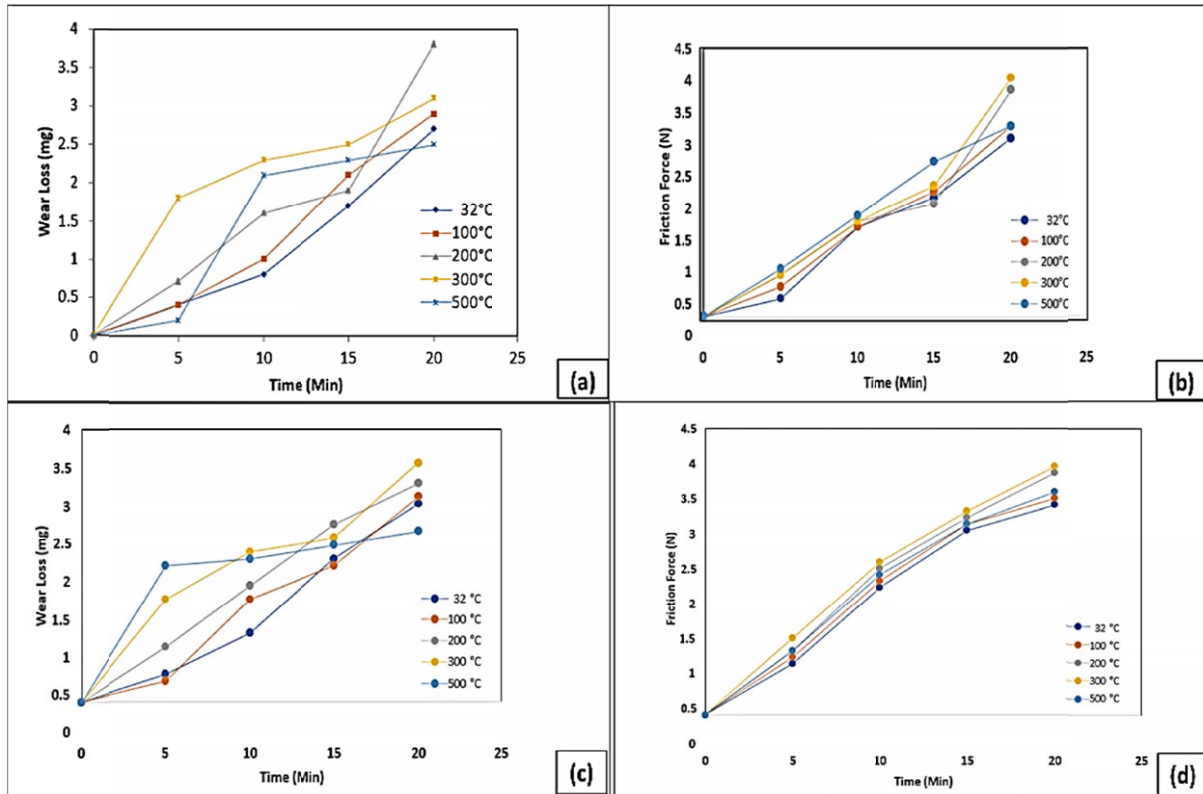 4
3.5
3
2.5
2
1.5
1
0.5
0
Wear Loss (mg)
32°C
100°C
200°C
300°C
500°C
0 5 10 15 20 25
Time (Min)
(a)
4.5
4
3.5
3
2.5
2
1.5
1
0.5
0
Friction Force (N)
32°C
100°C
200°C
300°C
500°C
0 5 10 15 20 25
Time (Min)
(b)
4
3.5
3
2.5
2
1.5
1
0.5
0
Wear Loss (mg)
32 °C
100 °C
200 °C
300 °C
500 °C
0 5 10 15 20 25
Time (Min)
(c)
4.5
4
3.5
3
2.5
2
1.5
1
0.5
0
Friction Force (N)
32 °C
100 °C
200 °C
300 °C
500 °C
0 5 10 15 20 25
Time (Min)
(d)